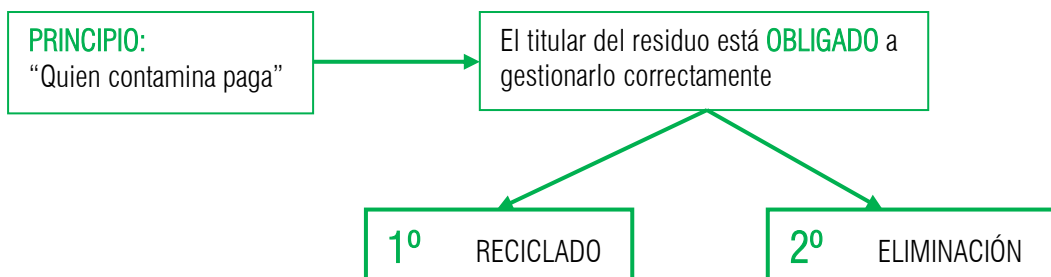 PRINCIPIO:
“Quien contamina paga”
El titular del residuo está OBLIGADO a
gestionarlo correctamente
1º RECICLADO
2º ELIMINACIÓN